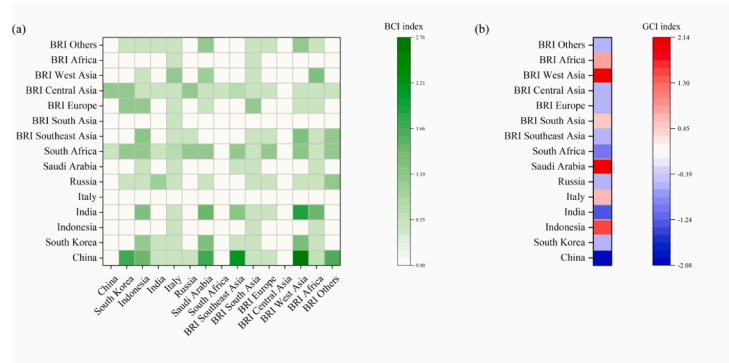 (a)
BCI index
BRI Others
BRI Africa
BRI West Asia
BRI Central Asia
BRI Europe
BRI South Asia
BRI Southeast Asia
South Africa
Saudi Arabia
Russia
Italy
India
Indonesia
South Korea
China
China
South Korea
Indonesia
India
Italy
Russia
Saudi Arabia
South Africa
BRI Southeast Asia
BRI South Asia
BRI Europe
BRI Central Asia
BRI West Asia
BRI Africa
BRI Others
2.76
2.21
1.66
1.10
0.55
0.00
(b)
GCI index
BRI Others
BRI Africa
BRI West Asia
BRI Central Asia
BRI Europe
BRI South Asia
BRI Southeast Asia
South Africa
Saudi Arabia
Russia
Italy
India
Indonesia
South Korea
China
2.14
1.30
0.45
-0.39
-1.24
-2.08